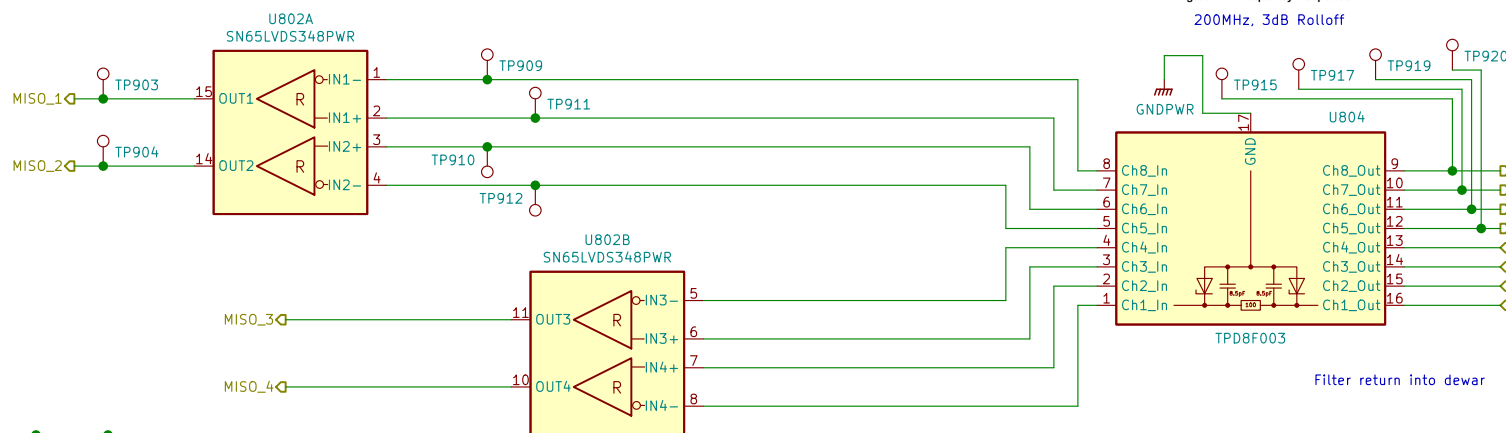 200MHz, 3dB Rolloff
U802A
SN65LVDS348PWR
TP903
TP909
TP911
TP915
TP917
TP919
TP920
MISO_1
15
OUT1
R
IN1-
1
IN1+
2
GNDPWR
17
GND
U804
TP904
MISO_2
14
OUT2
R
IN2+
3
IN2-
4
TP910
TP912
8
Ch8_In
Ch8_Out
9
7
Ch7_In
Ch7_Out
10
6
Ch6_In
Ch6_Out
11
5
Ch5_In
Ch5_Out
12
4
Ch4_In
Ch4_Out
13
3
Ch3_In
Ch3_Out
14
2
Ch2_In
Ch2_Out
15
1
Ch1_In
Ch1_Out
16
8.5pF
8.5pF
100
TPD8F003
U802B
SN65LVDS348PWR
MISO_3
11
OUT3
R
IN3-
5
IN3+
6
MISO_4
10
OUT4
R
IN4+
7
IN4-
8
Filter return into dewar